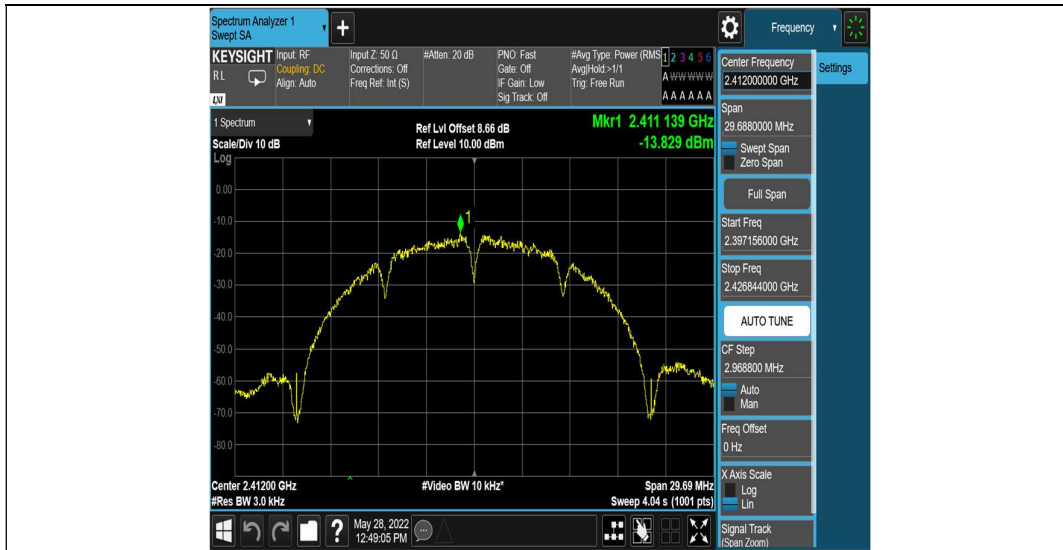 Spectrum Analyzer 1
Swept SA
+
Frequency
KEYSIGHT
R L
LXI
Input: RF
Coupling: DC
Align: Auto
Input Z: 50 Ω
Corrections: Off
Freq Ref: Int (S)
#Atten: 20 dB
PNO: Fast
Gate: Off
IF Gain: Low
Sig Track: Off
#Avg Type: Power (RMS
Avg|Hold:>1/1
Trig: Free Run
1 2 3 4 5 6
A W W W W W
A A A A A A
1 Spectrum
Scale/Div 10 dB
Ref Lvl Offset 8.66 dB
Ref Level 10.00 dBm
Mkr1 2.411 139 GHz
-13.829 dBm
Log
0.00
-10.0
-20.0
-30.0
-40.0
-50.0
-60.0
-70.0
-80.0
1
Center 2.41200 GHz
#Res BW 3.0 kHz
#Video BW 10 kHz*
Span 29.69 MHz
Sweep 4.04 s (1001 pts)
Center Frequency
2.412000000 GHz
Settings
Span
29.6880000 MHz
Swept Span
Zero Span
Full Span
Start Freq
2.397156000 GHz
Stop Freq
2.426844000 GHz
AUTO TUNE
CF Step
2.968800 MHz
Auto
Man
Freq Offset
0 Hz
X Axis Scale
Log
Lin
Signal Track
(Span Zoom)
?
May 28, 2022
12:49:05 PM